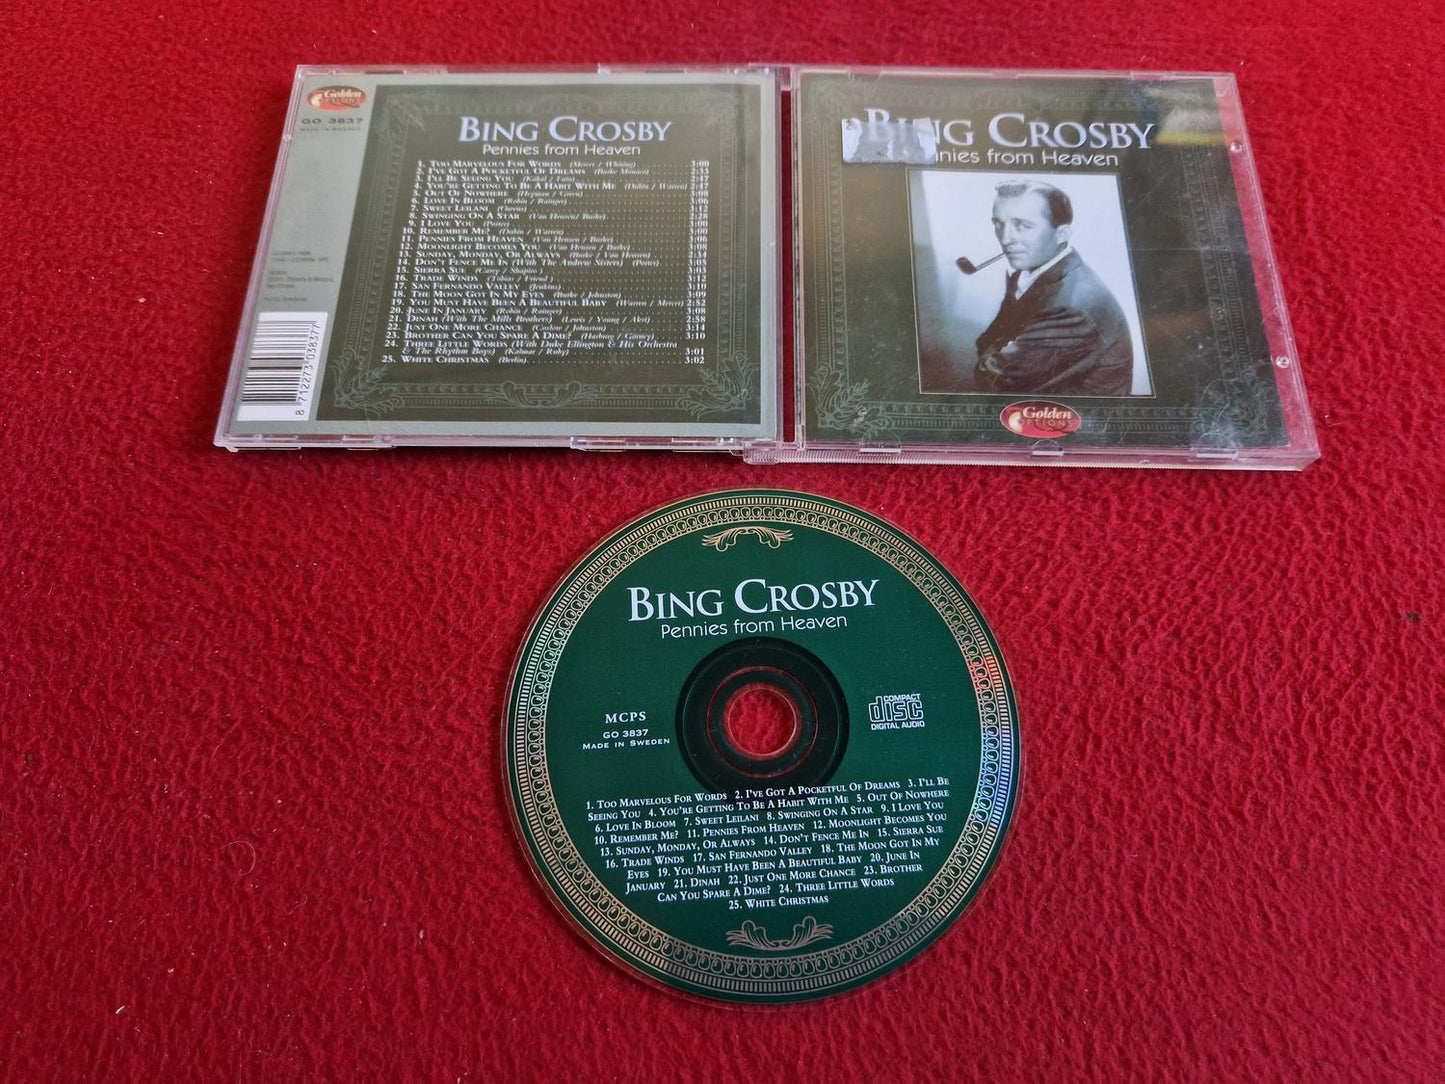 Golden
OPTIONS
GO 3837
MADE IN SWEDEN
BING CROSBY
Pennies from Heaven
1. TOO MARVELOUS FOR WORDS (Mercer / Whiting) 3:00
2. I'VE GOT A POCKETFUL OF DREAMS (Burke Monaco) 2:33
3. I'LL BE SEEING YOU (Kahal / Fain) 2:47
4. YOU'RE GETTING TO BE A HABIT WITH ME (Dubin / Warren) 2:47
5. OUT OF NOWHERE (Heyman / Green) 3:08
6. LOVE IN BLOOM (Robin / Rainger) 3:06
7. SWEET LEILANI (Owens) 3:12
8. SWINGING ON A STAR (Van Heusen/ Burke) 2:28
9. I LOVE YOU (Porter) 3:00
10. REMEMBER ME? (Dubin / Warren) 3:00
11. PENNIES FROM HEAVEN (Van Heusen / Burke) 3:06
12. MOONLIGHT BECOMES YOU (Van Heusen / Burke) 3:08
13. SUNDAY, MONDAY, OR ALWAYS (Burke / Van Heusen) 2:34
14. DON'T FENCE ME IN (With The Andrew Sisters) (Porter) 3:03
15. SIERRA SUE (Carey / Shapiro ) 3:03
16. TRADE WINDS (Tobias / Friend ) 3:12
17. SAN FERNANDO VALLEY (Jenkins) 3:10
18. THE MOON GOT IN MY EYES (Burke / Johnston) 3:09
19. YOU MUST HAVE BEEN A BEAUTIFUL BABY (Warren / Mercer) 2:52
20. JUNE IN JANUARY (Robin / Rainger) 3:08
21. DINAH (With The Mills Brothers) (Lewis / Young / Akst) 2:58
22. JUST ONE MORE CHANCE (Coslow / Johnston) 3:14
23. BROTHER CAN YOU SPARE A DIME? (Harburg / Gorney) 3:10
24. THREE LITTLE WORDS (With Duke Ellington & His Orchestra
& The Rhythm Boys) (Kalmar / Ruby) 3:01
25. WHITE CHRISTMAS (Berlin) 3:02
8 712273 038377
BING CROSBY
from Heaven
Golden
OPTIONS
BING CROSBY
Pennies from Heaven
MCPS
GO 3837
MADE IN SWEDEN
COMPACT
disc
DIGITAL AUDIO
1. TOO MARVELOUS FOR WORDS 2. I'VE GOT A POCKETFUL OF DREAMS 3. I'LL BE
SEEING YOU 4. YOU'RE GETTING TO BE A HABIT WITH ME 5. OUT OF NOWHERE
6. LOVE IN BLOOM 7. SWEET LEILANI 8. SWINGING ON A STAR 9. I LOVE YOU
10. REMEMBER ME? 11. PENNIES FROM HEAVEN 12. MOONLIGHT BECOMES YOU
13. SUNDAY, MONDAY, OR ALWAYS 14. DON'T FENCE ME IN 15. SIERRA SUE
16. TRADE WINDS 17. SAN FERNANDO VALLEY 18. THE MOON GOT IN MY
EYES 19. YOU MUST HAVE BEEN A BEAUTIFUL BABY 20. JUNE IN
JANUARY 21. DINAH 22. JUST ONE MORE CHANCE 23. BROTHER
CAN YOU SPARE A DIME? 24. THREE LITTLE WORDS
25. WHITE CHRISTMAS